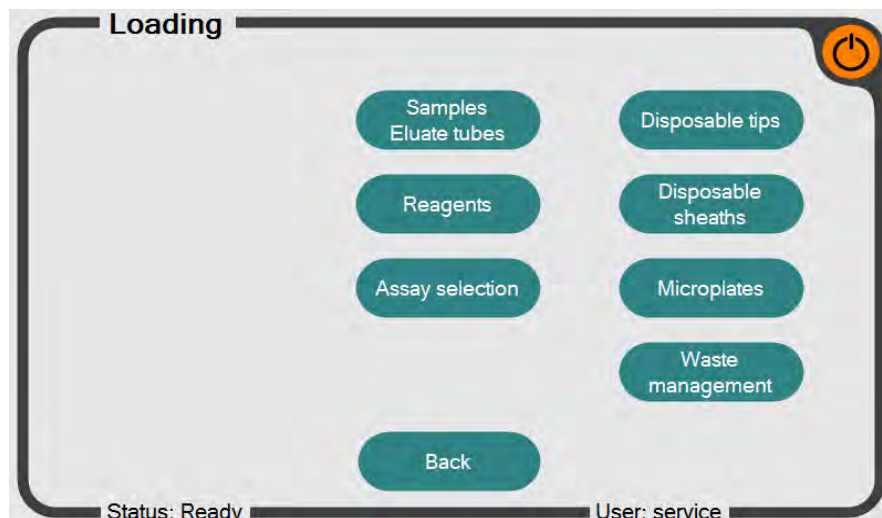 Loading
Samples
Eluate tubes
Disposable tips
Reagents
Disposable
sheaths
Assay selection
Microplates
Waste
management
Back
Status: Ready
User: service